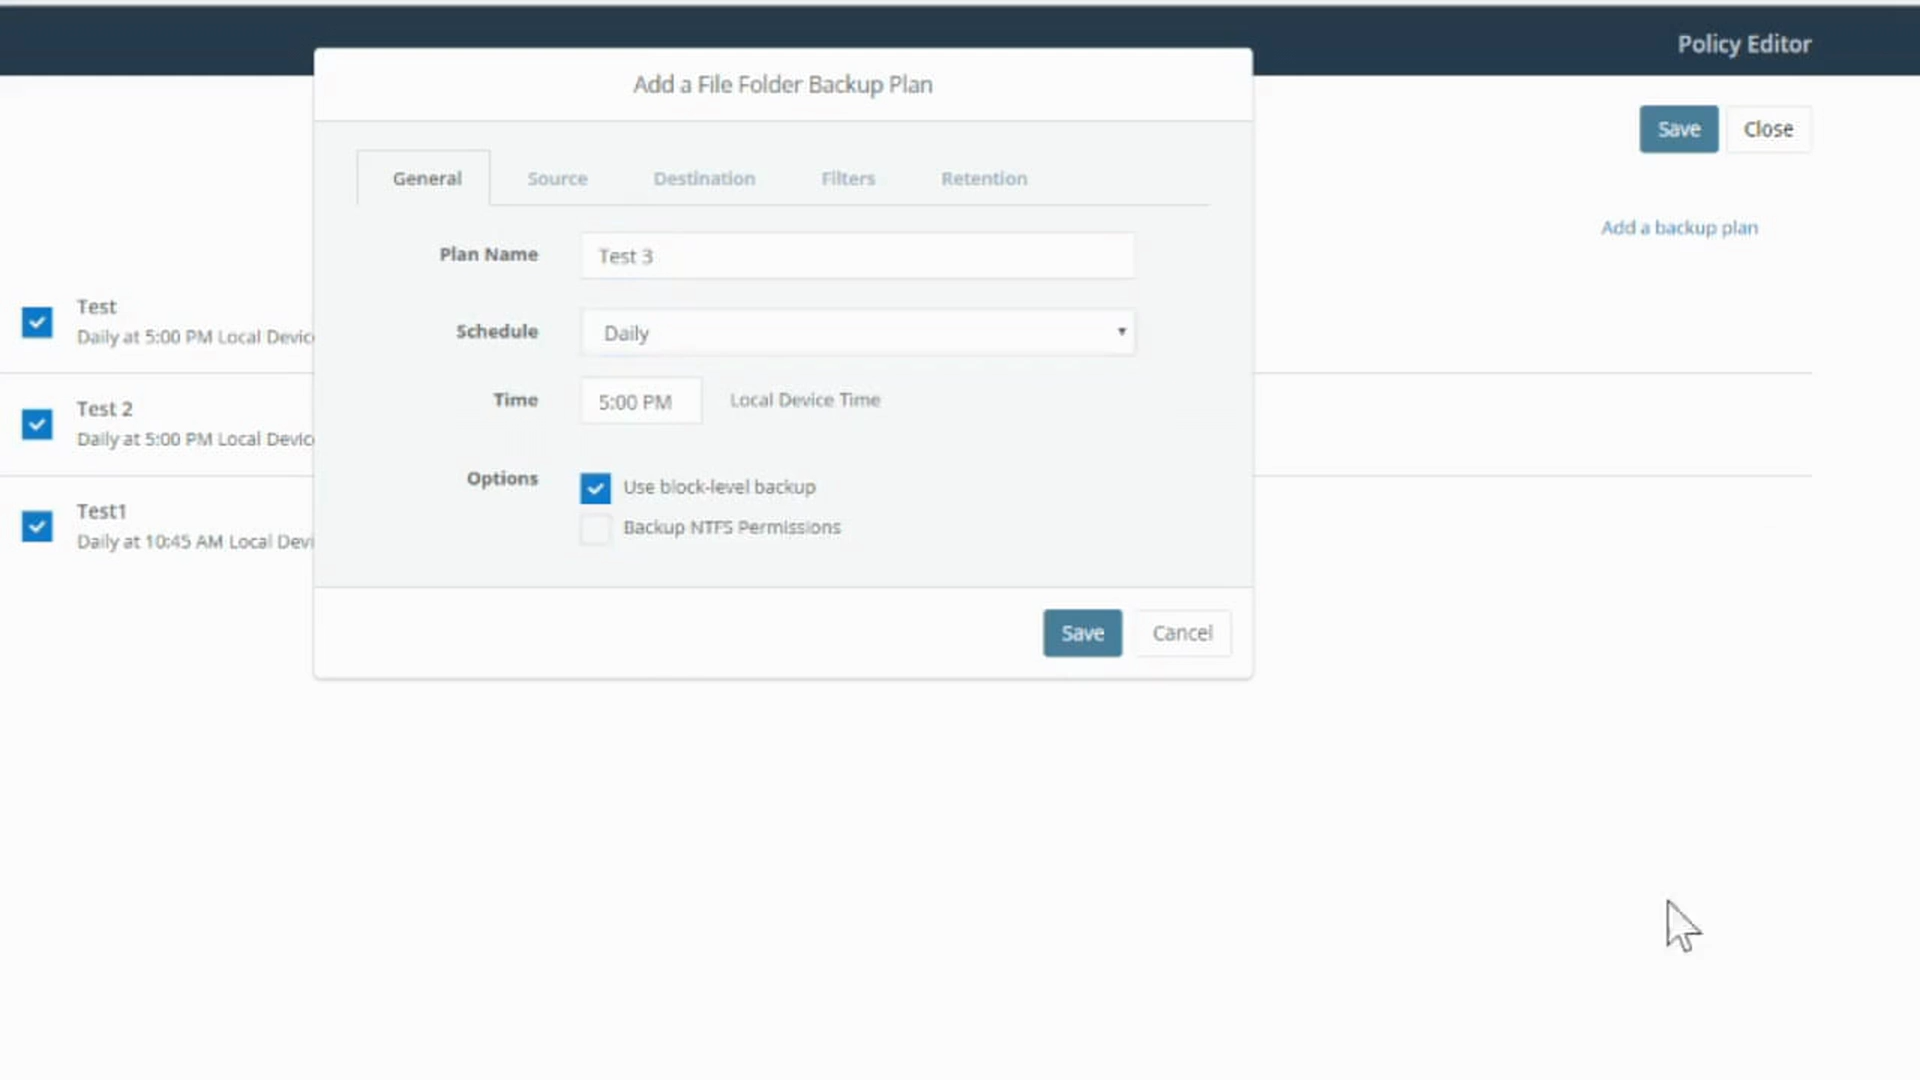 Policy Editor
Add a File Folder Backup Plan
Save Close
General Source Destination Filters Retention
Add a backup plan
Plan Name Test 3
Test
Daily at 5:00 PM Local Devic
Schedule Daily
Time 5:00 PM Local Device Time
Test 2
Daily at 5:00 PM Local Devic
Options Use block-level backup
Backup NTFS Permissions
Test1
Daily at 10:45 AM Local Devi
Save Cancel